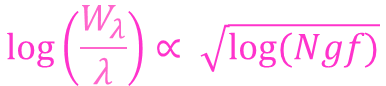 log(W_λ/λ) ∝ √log(Ngf)